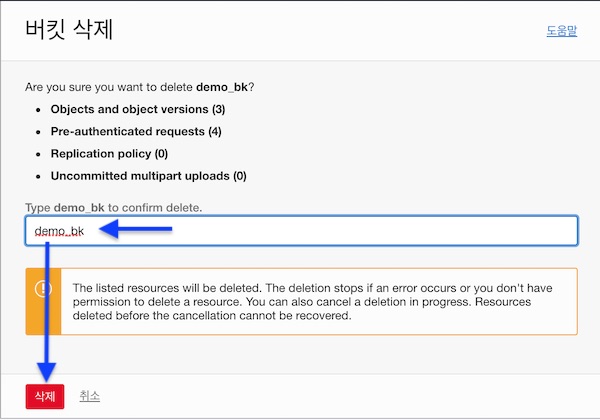 버킷 삭제
도움말
Are you sure you want to delete demo_bk?
• Objects and object versions (3)
• Pre-authenticated requests (4)
• Replication policy (0)
• Uncommitted multipart uploads (0)
Type demo_bk to confirm delete.
demo_bk
The listed resources will be deleted. The deletion stops if an error occurs or you don't have
permission to delete a resource. You can also cancel a deletion in progress. Resources
deleted before the cancellation cannot be recovered.
삭제
취소